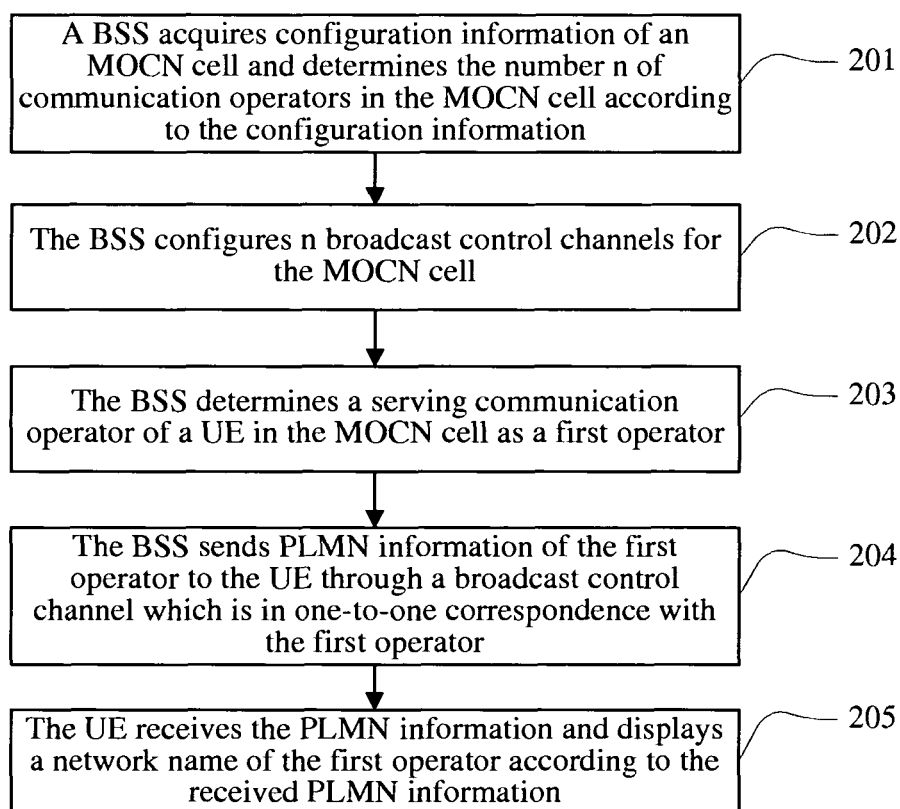 A BSS acquires configuration information of an
MOCN cell and determines the number n of
communication operators in the MOCN cell according
to the configuration information
201
The BSS configures n broadcast control channels for
the MOCN cell
202
The BSS determines a serving communication
operator of a UE in the MOCN cell as a first operator
203
The BSS sends PLMN information of the first
operator to the UE through a broadcast control
channel which is in one-to-one correspondence with
the first operator
204
The UE receives the PLMN information and displays
a network name of the first operator according to the
received PLMN information
205